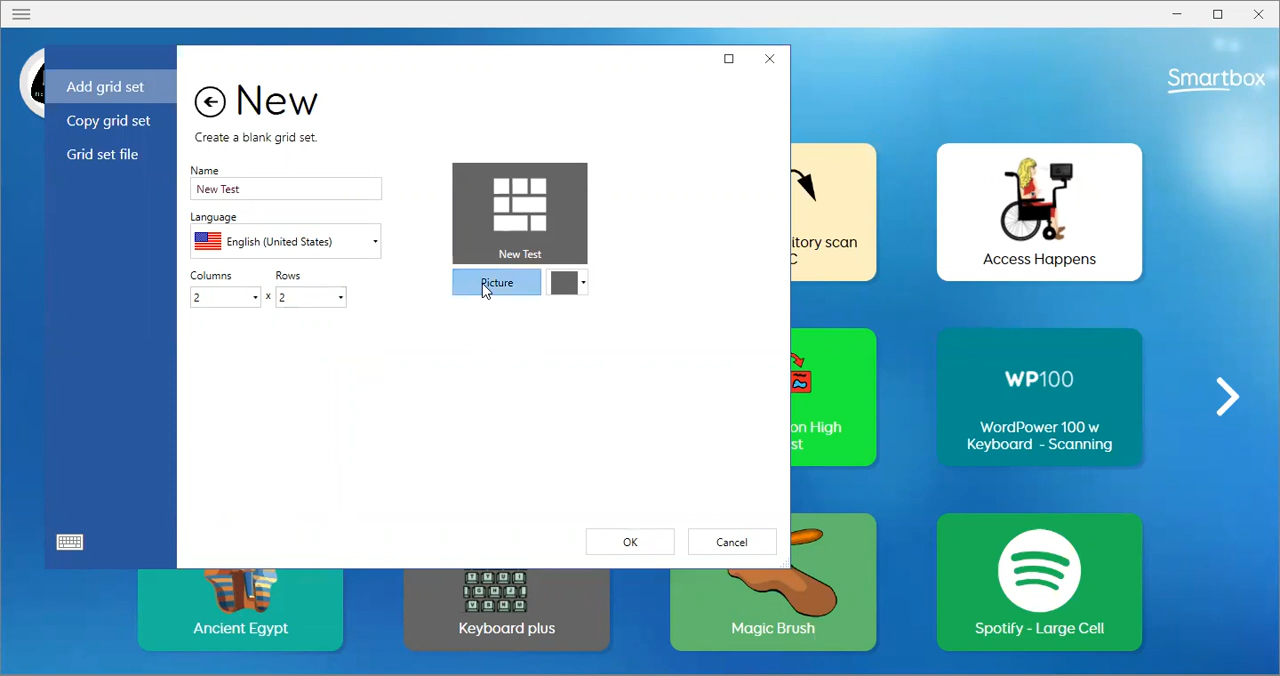 Smartbox
Add grid set
Copy grid set
Grid set file
New
Create a blank grid set.
Name
New Test
Language
English (United States)
Columns
Rows
2
x
2
New Test
Picture
OK
Cancel
itory scan
C
Access Happens
on High
st
WP100
WordPower 100 w
Keyboard - Scanning
Ancient Egypt
Keyboard plus
Magic Brush
Spotify - Large Cell